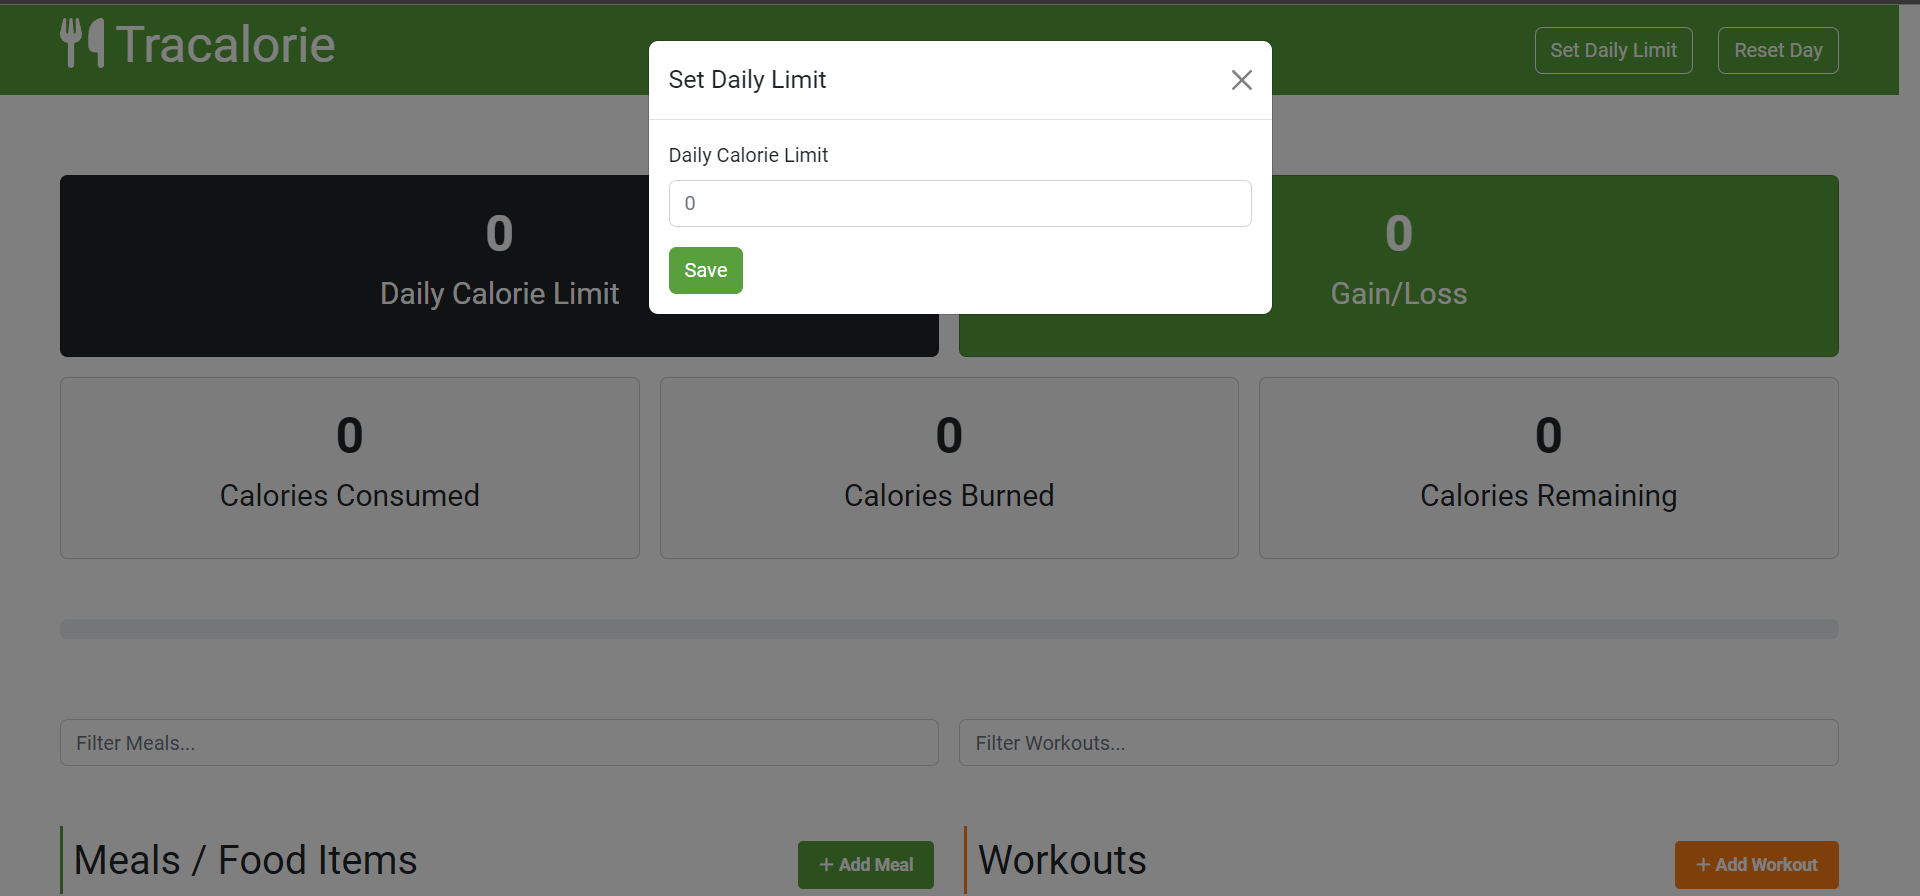 Tracalorie
Set Daily Limit
Reset Day
Set Daily Limit
Daily Calorie Limit
0
Save
0
Daily Calorie Limit
0
Gain/Loss
0
Calories Consumed
0
Calories Burned
0
Calories Remaining
Filter Meals...
Filter Workouts...
Meals / Food Items
+ Add Meal
Workouts
+ Add Workout